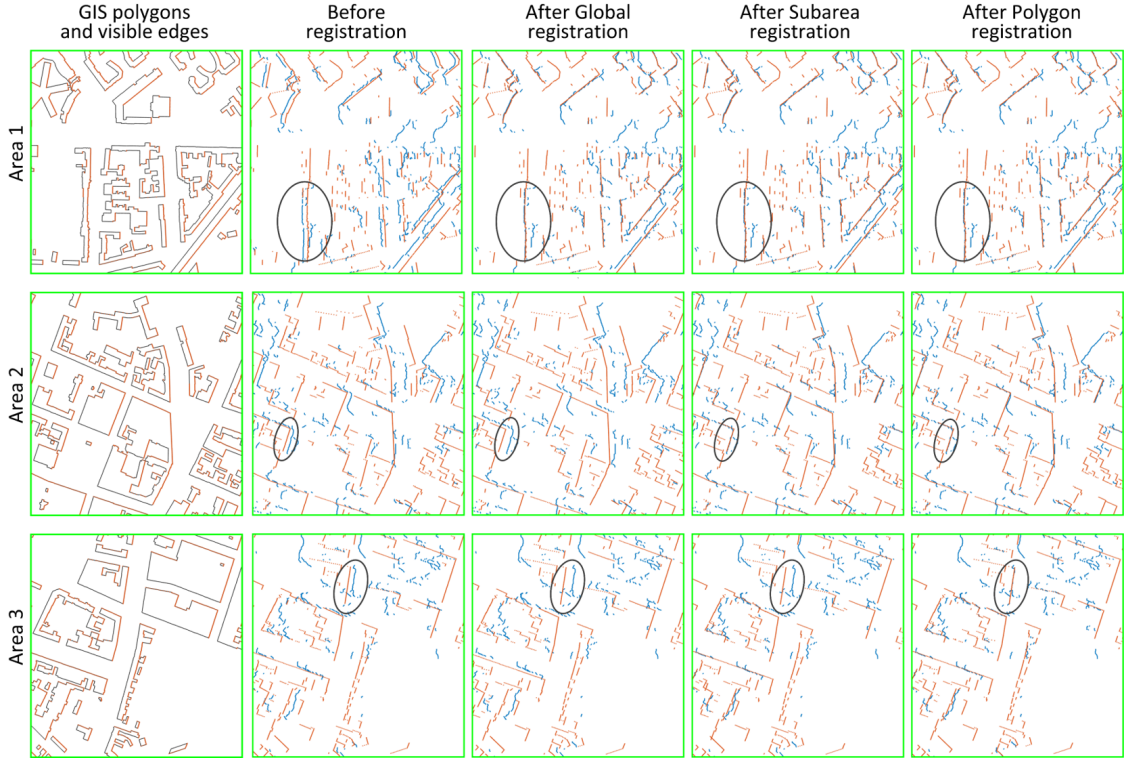 GIS polygons
and visible edges
Before
registration
After Global
registration
After Subarea
registration
After Polygon
registration
Area 1
Area 2
Area 3